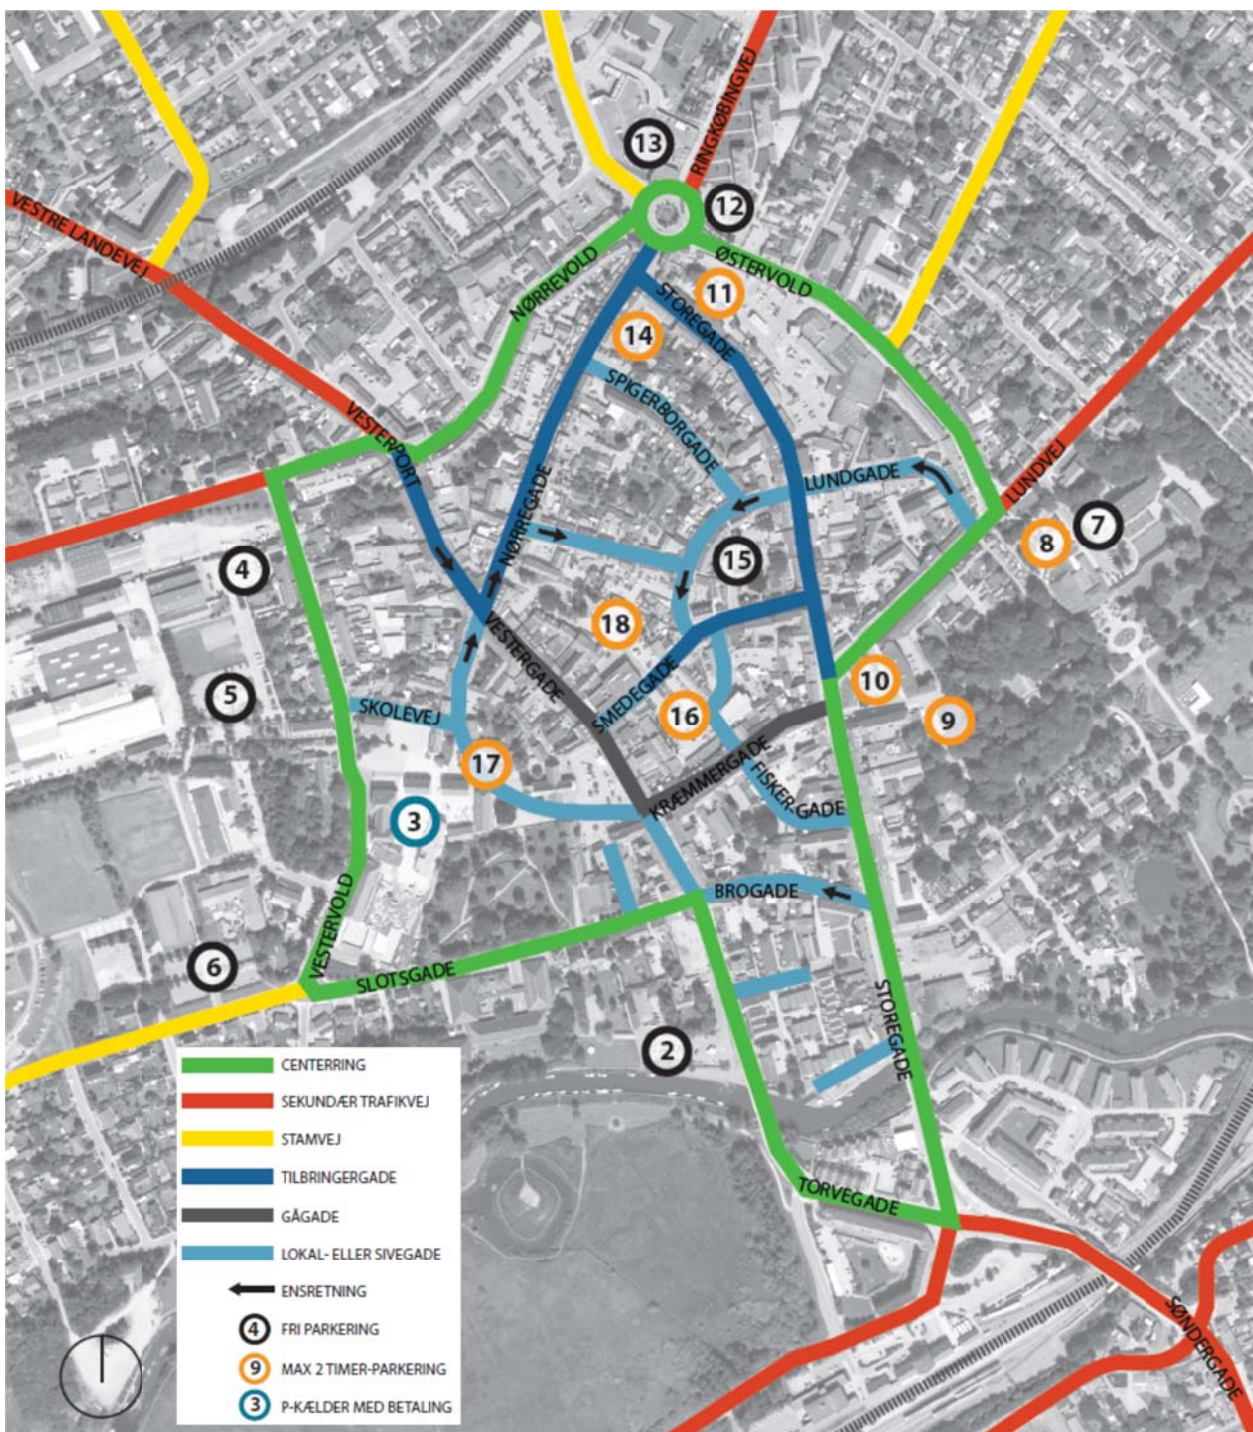 13
RINGKØBINGVEJ
12
VESTRE LANDEVEJ
ØSTERVOLD
NØRREVOLD
11
STOREGADE
14
SPIGERBORGGADE
VESTERPORT
LUNDGADE
LUNDVEJ
NØRREGADE
7
8
15
4
18
VESTERGADE
SMEDEGADE
10
5
9
16
SKOLEVEJ
17
KRÆMMERGADE
FISKER-GADE
3
BROGADE
VESTERVOLD
6
SLOTSGADE
STOREGADE
2
TORVEGADE
SØNDERGADE
CENTERRING
SEKUNDÆR TRAFIKVEJ
STAMVEJ
TILBRINGERGADE
GÅGADE
LOKAL- ELLER SIVEGADE
ENSRETNING
4 FRI PARKERING
9 MAX 2 TIMER-PARKERING
3 P-KÆLDER MED BETALING